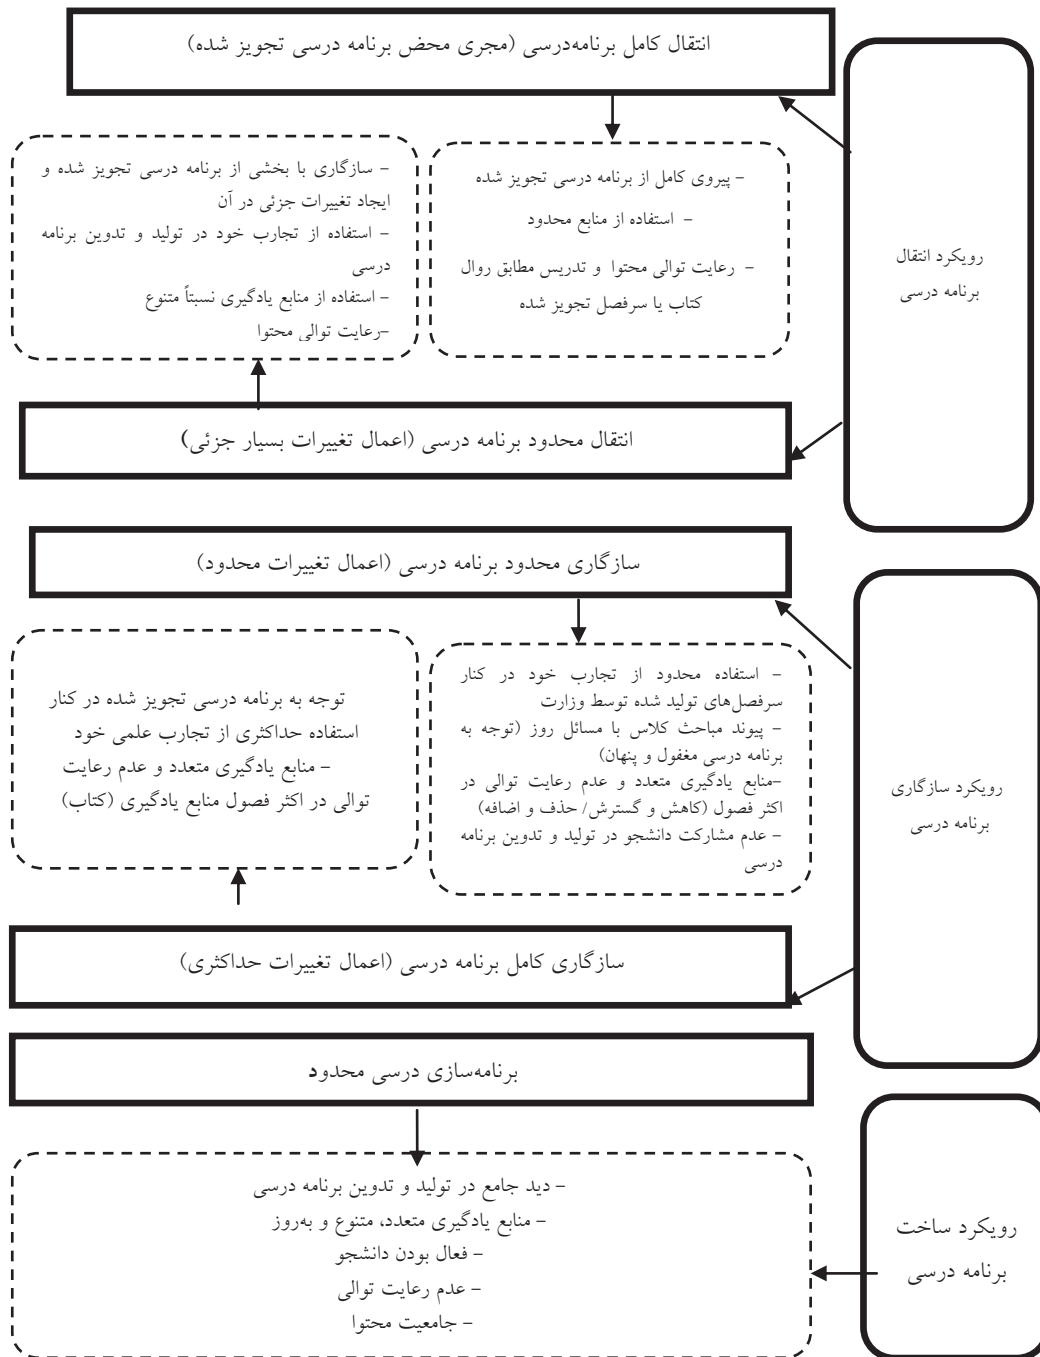 انتقال کامل برنامه‌درسی (مجری محض برنامه درسی تجویز شده)
رویکرد انتقال
برنامه درسی
– پیروی کامل از برنامه درسی تجویز شده
– استفاده از منابع محدود
– رعایت توالی محتوا و تدریس مطابق روال
کتاب یا سرفصل تجویز شده
– سازگاری با بخشی از برنامه درسی تجویز شده و
ایجاد تغییرات جزئی در آن
– استفاده از تجارب خود در تولید و تدوین برنامه
درسی
– استفاده از منابع یادگیری نسبتاً متنوع
–رعایت توالی محتوا
انتقال محدود برنامه درسی (اعمال تغییرات بسیار جزئی)
سازگاری محدود برنامه درسی (اعمال تغییرات محدود)
رویکرد سازگاری
برنامه درسی
– استفاده محدود از تجارب خود در کنار
سرفصل‌های تولید شده توسط وزارت
– پیوند مباحث کلاس با مسائل روز (توجه به
برنامه درسی مغفول و پنهان)
–منابع یادگیری متعدد و عدم رعایت توالی در
اکثر فصول (کاهش و گسترش/ حذف و اضافه)
– عدم مشارکت دانشجو در تولید و تدوین برنامه
درسی
توجه به برنامه درسی تجویز شده در کنار
استفاده حداکثری از تجارب علمی خود
– منابع یادگیری متعدد و عدم رعایت
توالی در اکثر فصول منابع یادگیری (کتاب)
سازگاری کامل برنامه درسی (اعمال تغییرات حداکثری)
برنامه‌سازی درسی محدود
رویکرد ساخت
برنامه درسی
– دید جامع در تولید و تدوین برنامه درسی
– منابع یادگیری متعدد، متنوع و به‌روز
– فعال بودن دانشجو
– عدم رعایت توالی
– جامعیت محتوا